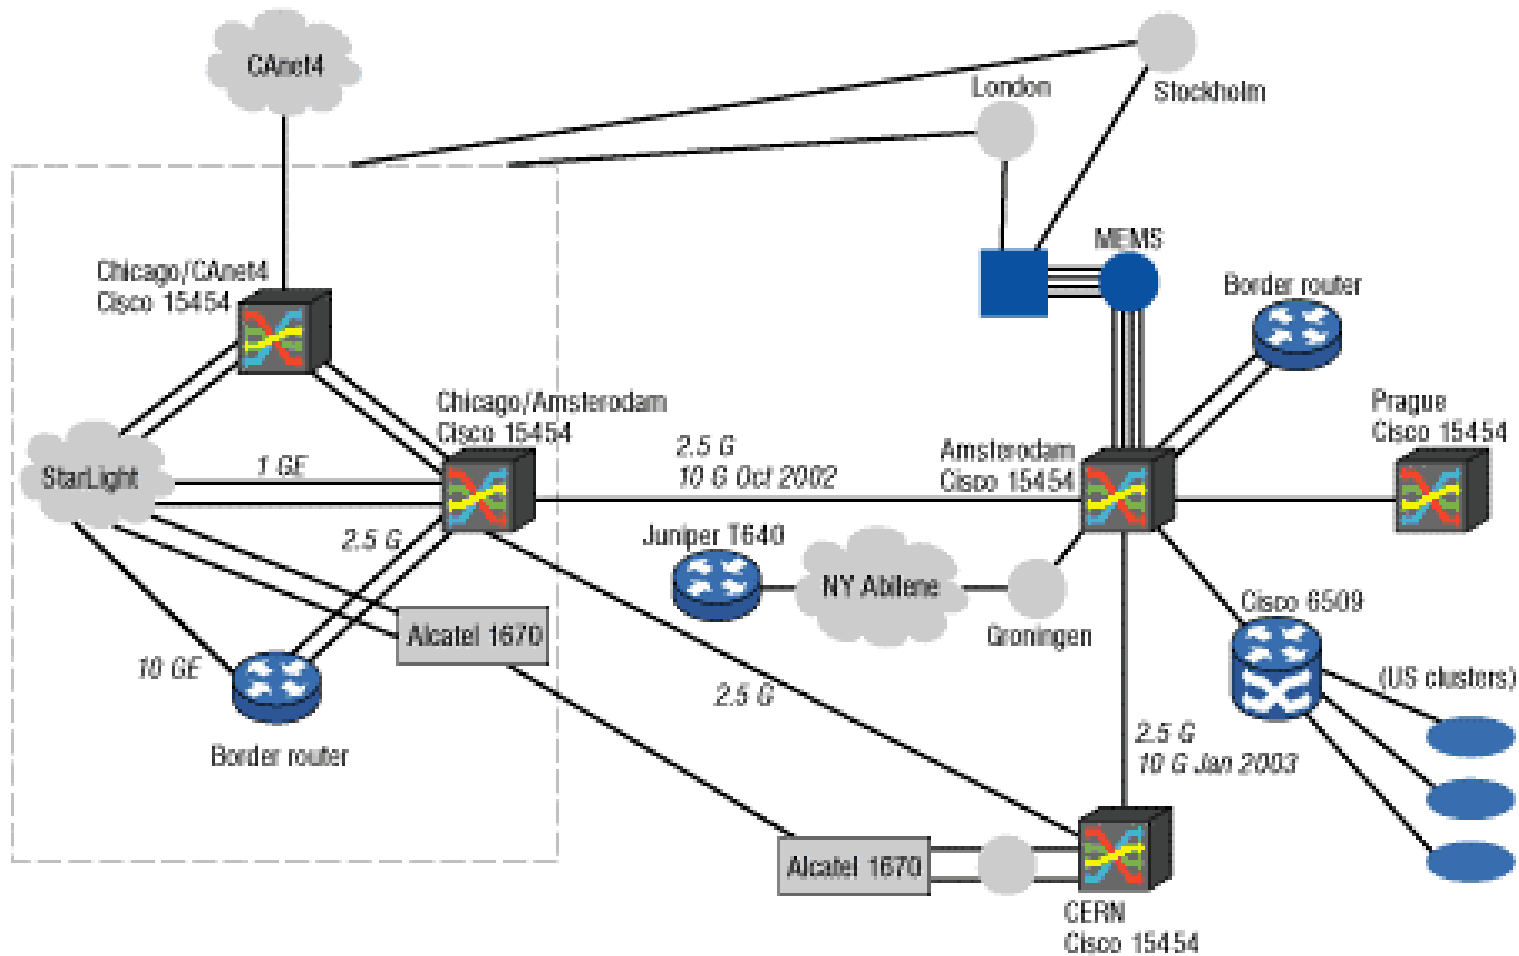 CAnet4
London
Stockholm
MEMS
Chicago/CAnet4
Cisco 15454
Border router
Chicago/Amsterodam
Cisco 15454
2.5 G
10 G Oct 2002
Amsterodam
Cisco 15454
Prague
Cisco 15454
StarLight
1 GE
2.5 G
Juniper T640
NY Abilene
Groningen
Cisco 6509
Alcatel 1670
10 GE
2.5 G
(US clusters)
Border router
2.5 G
10 G Jan 2003
Alcatel 1670
CERN
Cisco 15454